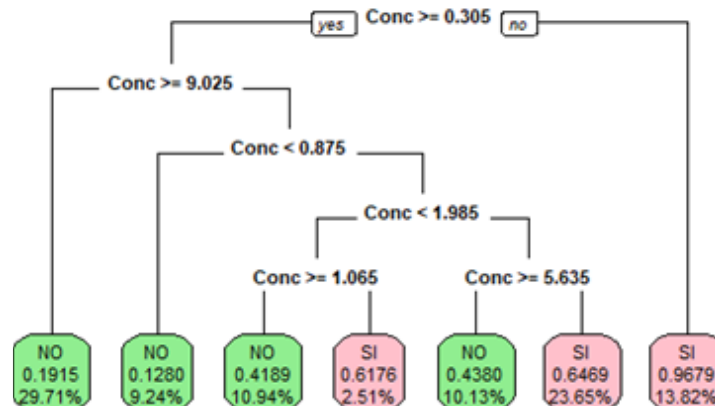 yes Conc >= 0.305 no
Conc >= 9.025
Conc < 0.875
Conc < 1.985
Conc >= 1.065 Conc >= 5.635
NO NO NO SI NO SI SI
0.1915 0.1280 0.4189 0.6176 0.4380 0.6469 0.9679
29.71% 9.24% 10.94% 2.51% 10.13% 23.65% 13.82%